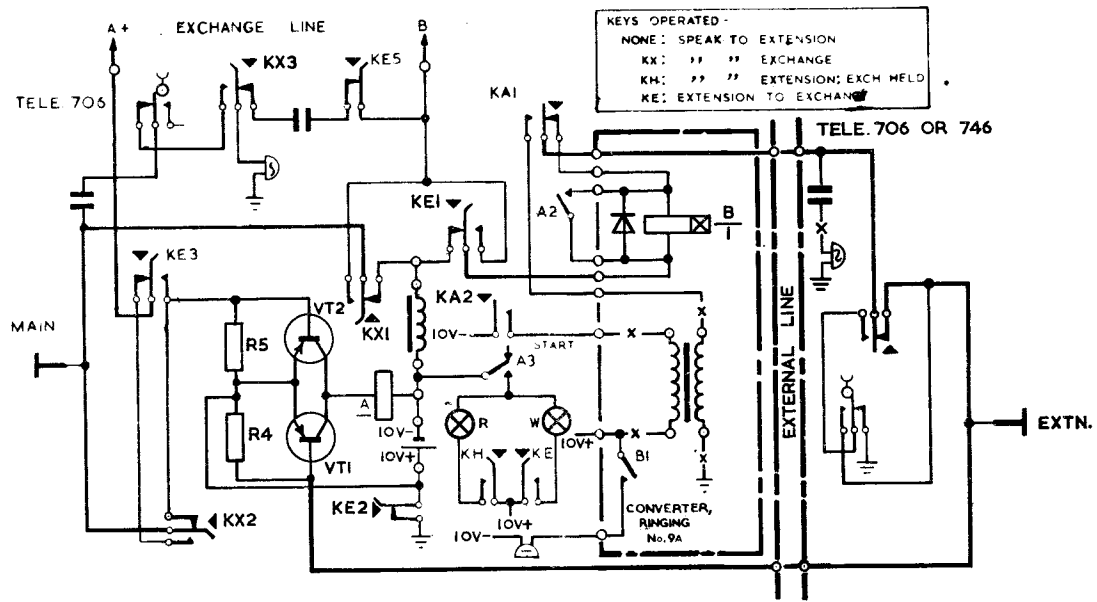 A+ EXCHANGE LINE B
KEYS OPERATED -
NONE: SPEAK TO EXTENSION
KX: " " EXCHANGE
KH: " " EXTENSION; EXCH HELD
KE: EXTENSION TO EXCHANGE
KX3
KE5
TELE. 706
KA1
TELE. 706 OR 746
KE1
A2
B
1
KE3
MAIN
VT2
R5
KX1
KA2
10V-
START
A3
EXTERNAL LINE
A
R
W
10V+
R4
10V-
10V+
VT1
KH
KE
B1
EXTN.
KX2
KE2
10V+
10V-
CONVERTER,
RINGING
No. 9A